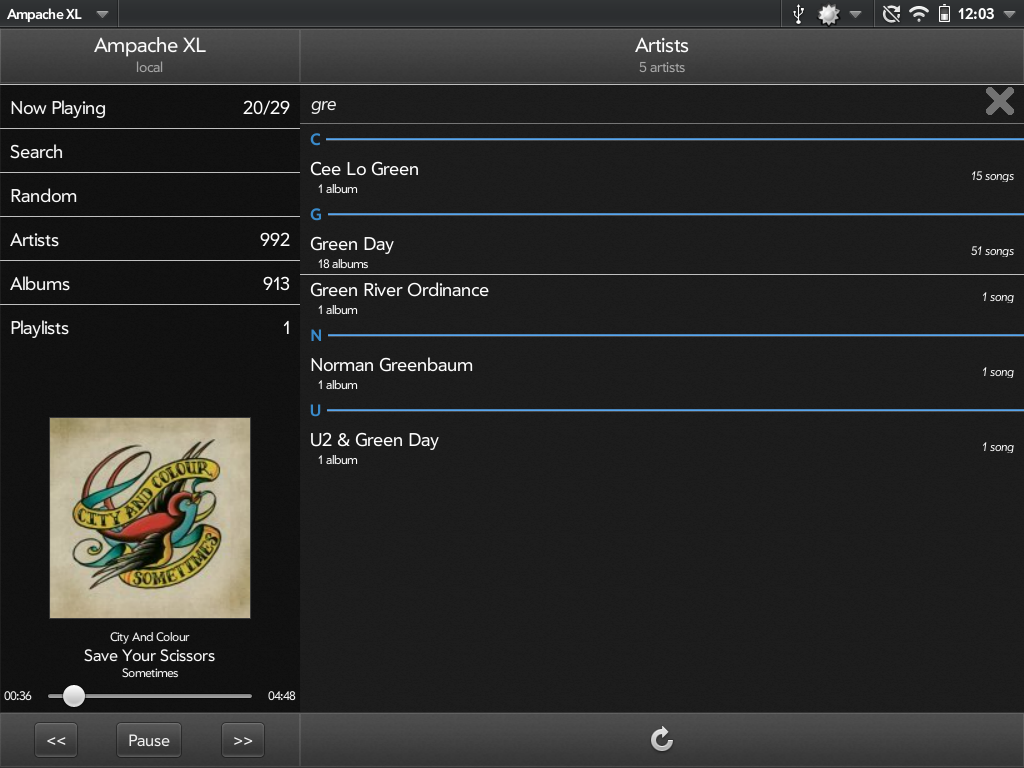 Ampache XL
12:03
Ampache XL
local
Artists
5 artists
Now Playing 20/29
Search
Random
Artists 992
Albums 913
Playlists 1
gre
C
Cee Lo Green
1 album
15 songs
G
Green Day
18 albums
51 songs
Green River Ordinance
1 album
1 song
N
Norman Greenbaum
1 album
1 song
U
U2 & Green Day
1 album
1 song
CITY AND COLOUR
SOMETIMES
City And Colour
Save Your Scissors
Sometimes
00:36 04:48
<< Pause >>